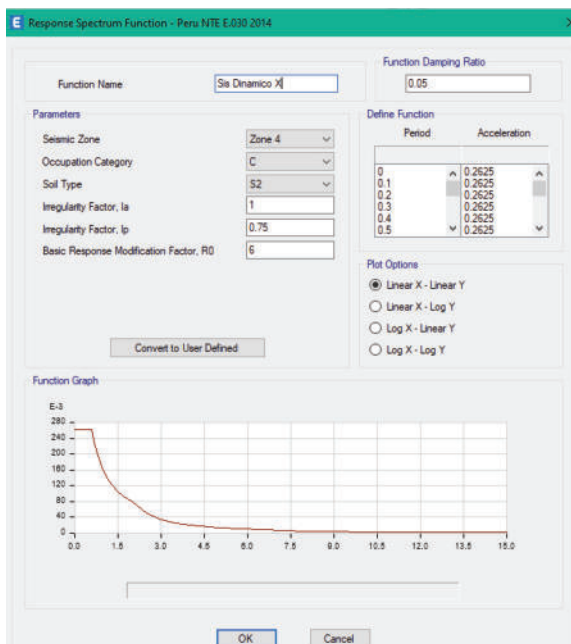 E Response Spectrum Function - Peru NTE E.030 2014
Function Name
Sis Dinamico X
Function Damping Ratio
0.05
Parameters
Seismic Zone
Zone 4
Occupation Category
C
Soil Type
S2
Irregularity Factor, Ia
1
Irregularity Factor, Ip
0.75
Basic Response Modification Factor, R0
6
Convert to User Defined
Define Function
Period Acceleration
0 0.2625
0.1 0.2625
0.2 0.2625
0.3 0.2625
0.4 0.2625
0.5 0.2625
Plot Options
Linear X - Linear Y
Linear X - Log Y
Log X - Linear Y
Log X - Log Y
Function Graph
E-3
280
240
200
160
120
80
40
0
0.0 1.5 3.0 4.5 6.0 7.5 9.0 10.5 12.0 13.5 15.0
OK Cancel